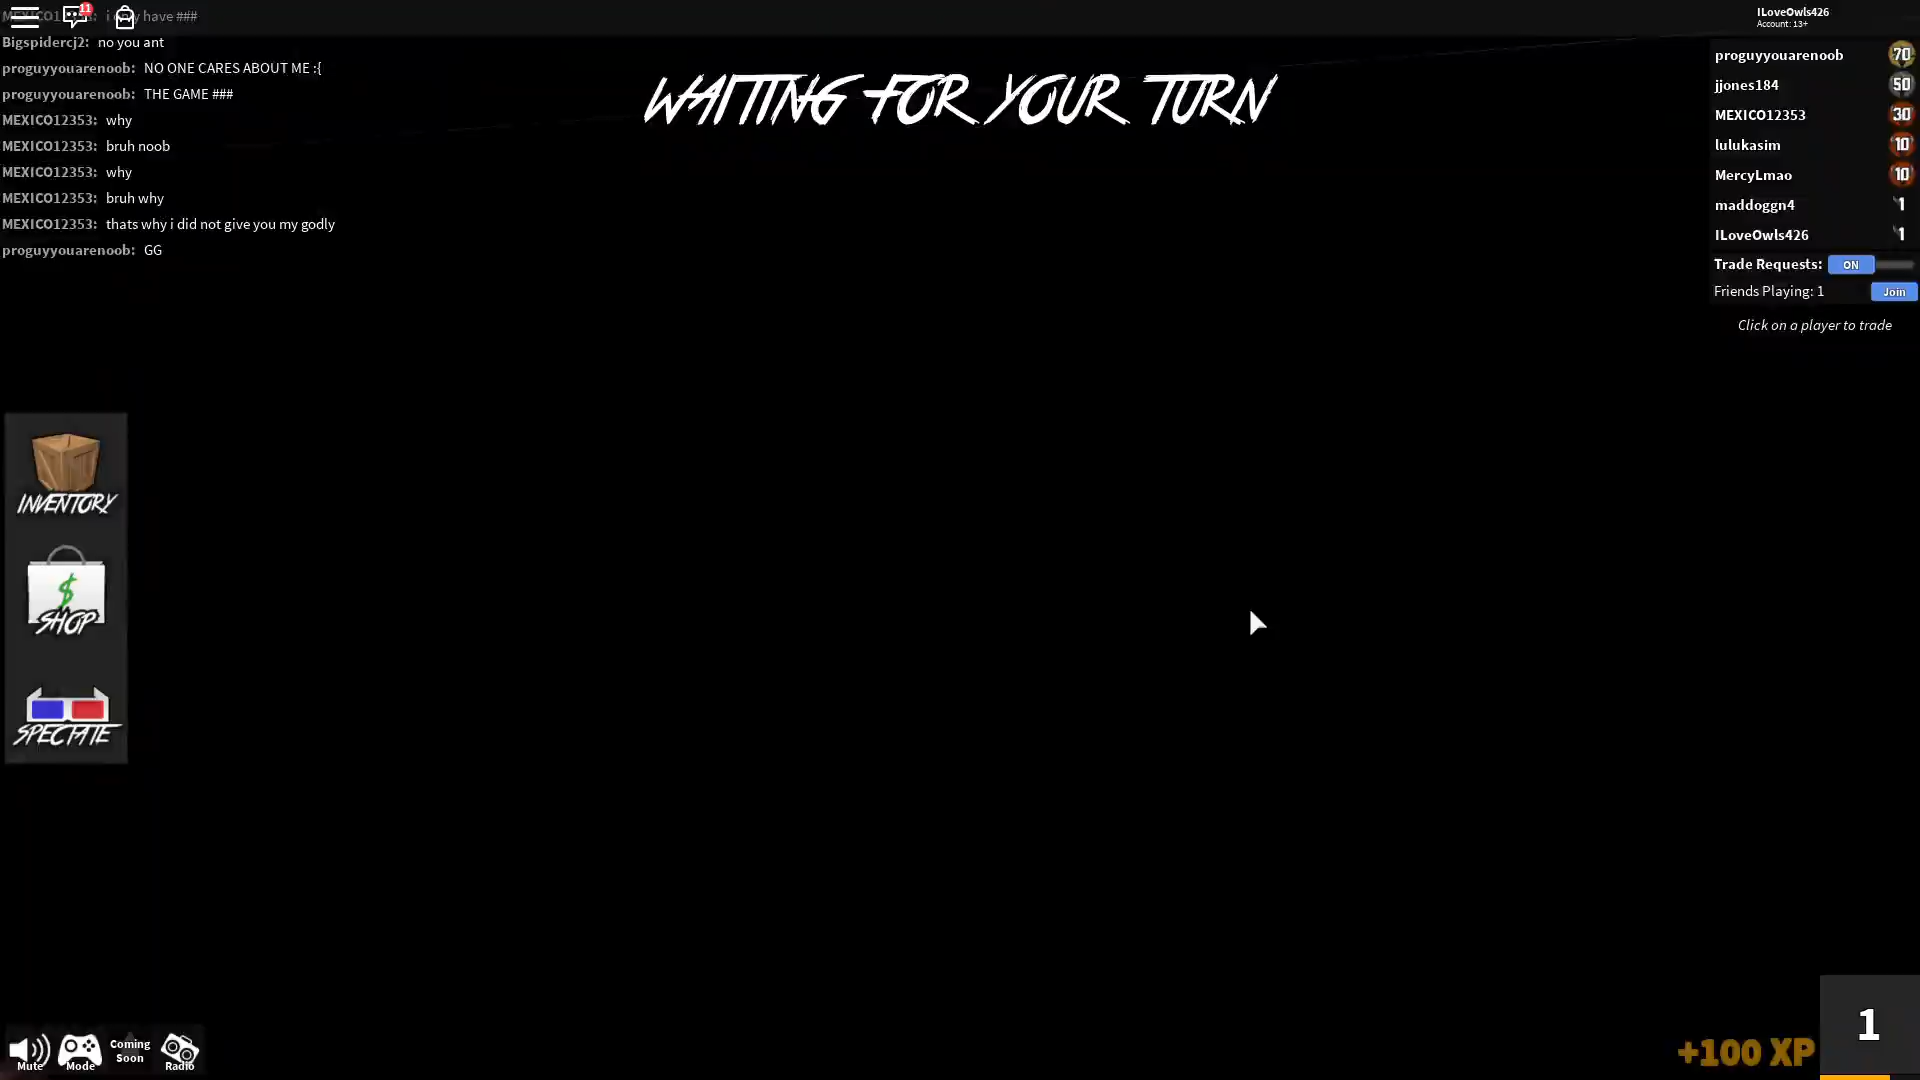 MEXICO12353: i only have ###
Bigspidercj2: no you ant
proguyyouarenoob: NO ONE CARES ABOUT ME :{
proguyyouarenoob: THE GAME ###
MEXICO12353: why
MEXICO12353: bruh noob
MEXICO12353: why
MEXICO12353: bruh why
MEXICO12353: thats why i did not give you my godly
proguyyouarenoob: GG
11
WAITING FOR YOUR TURN
ILoveOwls426
Account: 13+
proguyyouarenoob 70
jjones184 50
MEXICO12353 30
lulukasim 10
MercyLmao 10
maddoggn4 1
ILoveOwls426 1
Trade Requests: ON
Friends Playing: 1 Join
Click on a player to trade
INVENTORY
$
SHOP
SPECTATE
Mute
Mode
Coming
Soon
Radio
+100 XP
1